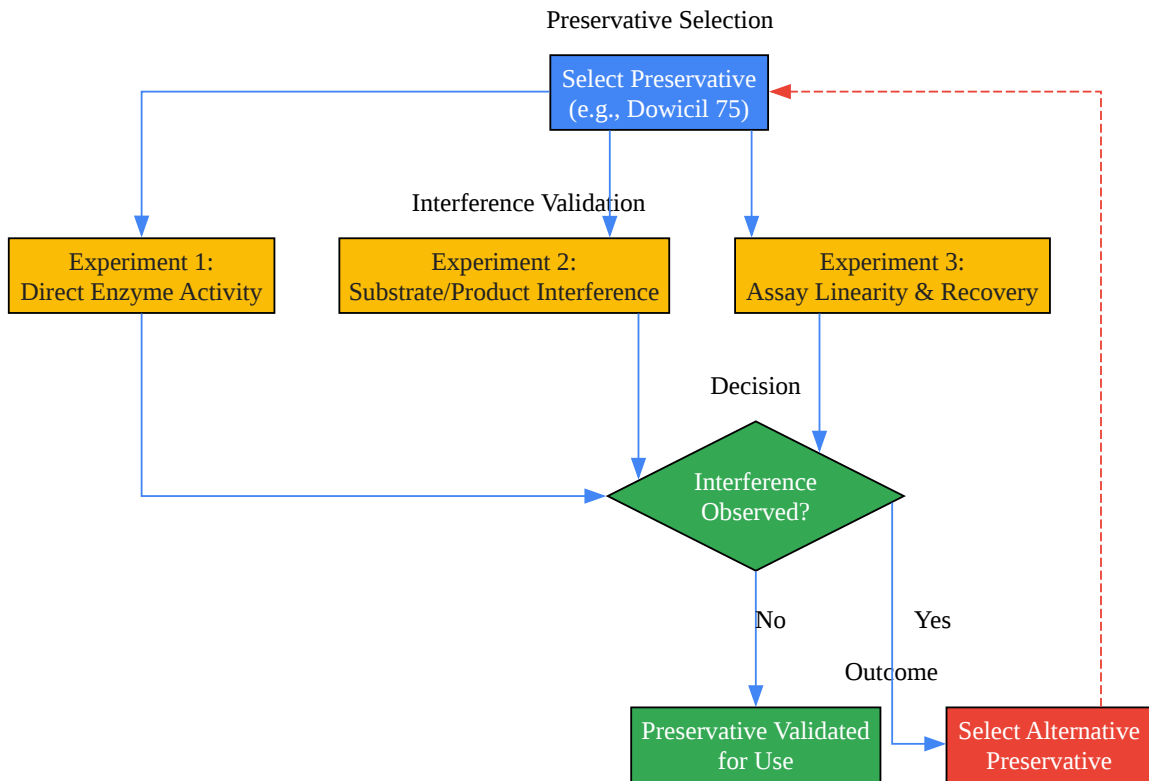 Preservative Selection
Select Preservative
(e.g., Dowicil 75)
Interference Validation
Experiment 1:
Direct Enzyme Activity
Experiment 2:
Substrate/Product Interference
Experiment 3:
Assay Linearity & Recovery
Decision
Interference
Observed?
No
Yes
Outcome
Preservative Validated
for Use
Select Alternative
Preservative